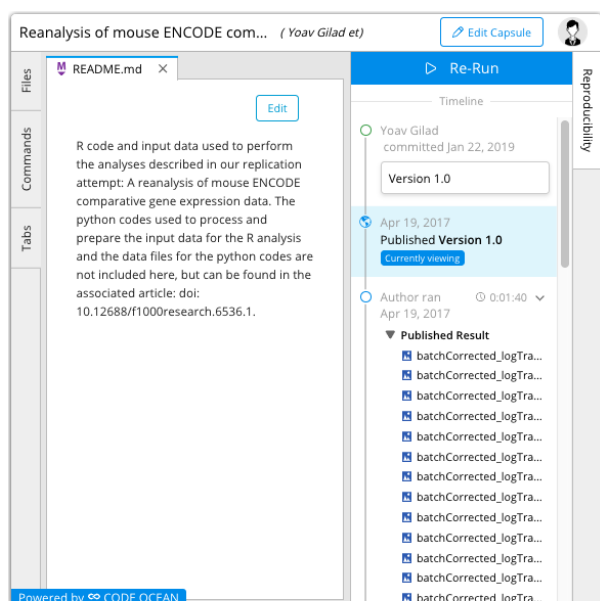 Reanalysis of mouse ENCODE com... ( Yoav Gilad et)
Edit Capsule
Files
Commands
Tabs
README.md
Edit
R code and input data used to perform
the analyses described in our replication
attempt: A reanalysis of mouse ENCODE
comparative gene expression data. The
python codes used to process and
prepare the input data for the R analysis
and the data files for the python codes are
not included here, but can be found in the
associated article: doi:
10.12688/f1000research.6536.1.
Powered by CODE OCEAN
Re-Run
Timeline
Yoav Gilad
committed Jan 22, 2019
Version 1.0
Apr 19, 2017
Published Version 1.0
Currently viewing
Author ran 0:01:40
Apr 19, 2017
Published Result
batchCorrected_logTra...
batchCorrected_logTra...
batchCorrected_logTra...
batchCorrected_logTra...
batchCorrected_logTra...
batchCorrected_logTra...
batchCorrected_logTra...
batchCorrected_logTra...
batchCorrected_logTra...
batchCorrected_logTra...
batchCorrected_logTra...
batchCorrected_logTra...
batchCorrected_logTra...
Reproducibility